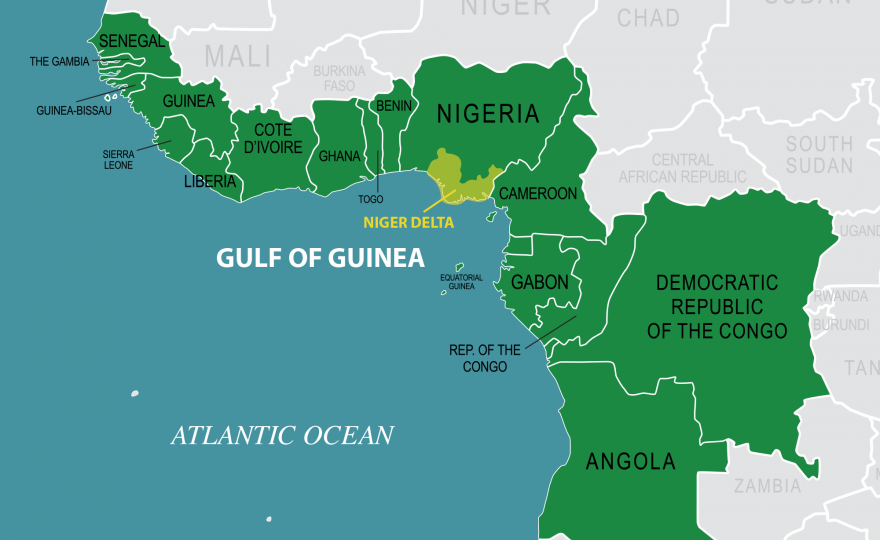 NIGER
CHAD
SUDAN
SENEGAL
MALI
THE GAMBIA
BURKINA
FASO
GUINEA-BISSAU
GUINEA
BENIN
NIGERIA
COTE
D'IVOIRE
GHANA
SIERRA
LEONE
LIBERIA
TOGO
CENTRAL
AFRICAN REPUBLIC
SOUTH
SUDAN
CAMEROON
NIGER DELTA
UGAND
GULF OF GUINEA
EQUATORIAL
GUINEA
GABON
DEMOCRATIC
REPUBLIC
OF THE CONGO
RWANDA
BURUNDI
REP. OF THE
CONGO
TAN
ATLANTIC OCEAN
ANGOLA
ZAMBIA